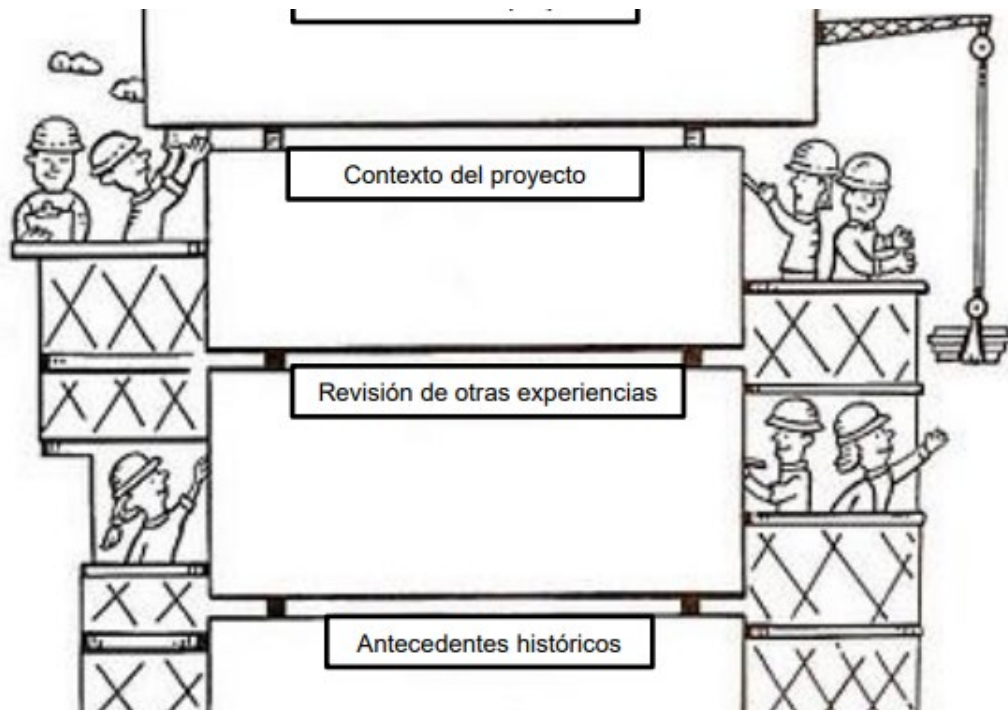 Contexto del proyecto
Revisión de otras experiencias
Antecedentes históricos